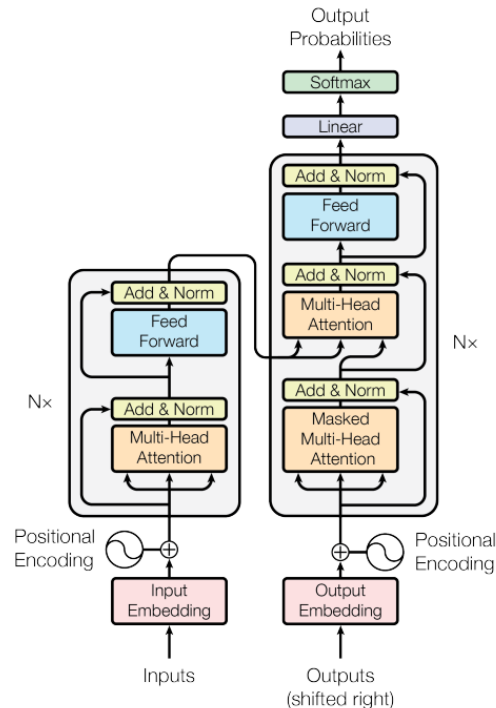 Output
Probabilities
Softmax
Linear
Add & Norm
Feed
Forward
Add & Norm
Multi-Head
Attention
Add & Norm
Masked
Multi-Head
Attention
Nx
Add & Norm
Feed
Forward
Add & Norm
Multi-Head
Attention
Nx
Positional
Encoding
Positional
Encoding
Input
Embedding
Output
Embedding
Inputs
Outputs
(shifted right)